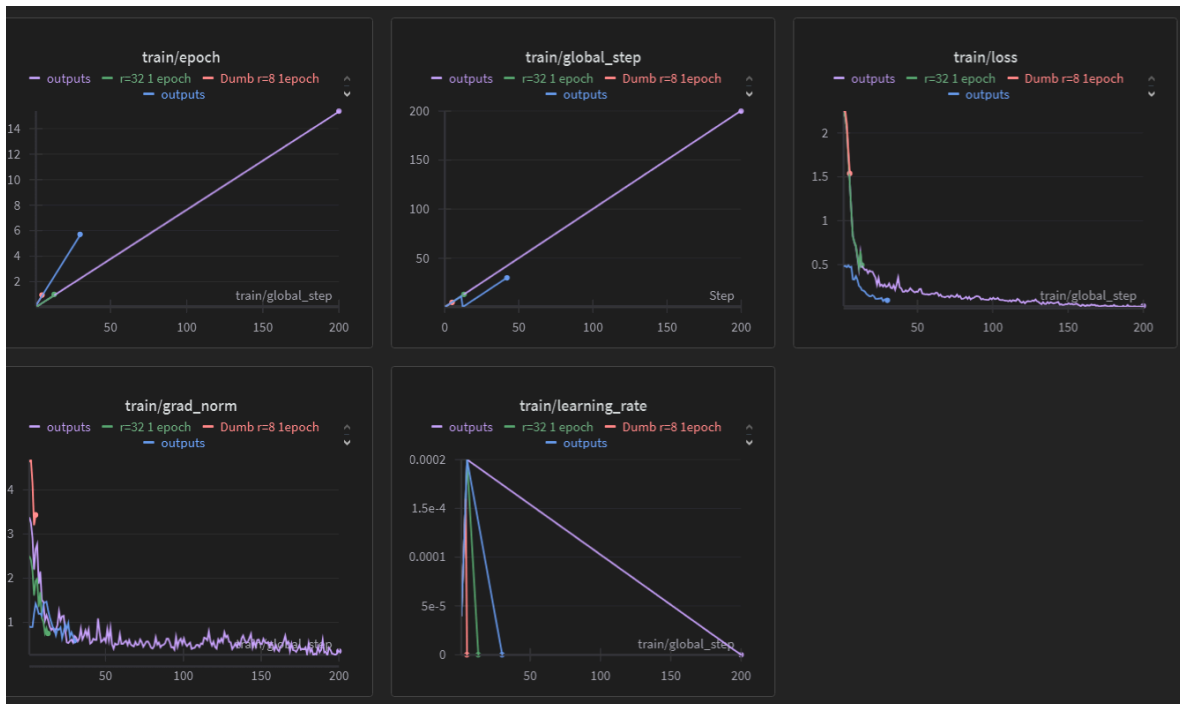 train/epoch
outputs r=32 1 epoch Dumb r=8 1epoch
outputs
14
12
10
8
6
4
2
train/global_step
50 100 150 200
train/global_step
outputs r=32 1 epoch Dumb r=8 1epoch
outputs
200
150
100
50
Step
0 50 100 150 200
train/loss
outputs r=32 1 epoch Dumb r=8 1epoch
outputs
2
1.5
1
0.5
train/global_step
50 100 150 200
train/grad_norm
outputs r=32 1 epoch Dumb r=8 1epoch
outputs
4
3
2
1
train/global_step
50 100 150 200
train/learning_rate
outputs r=32 1 epoch Dumb r=8 1epoch
outputs
0.0002
1.5e-4
0.0001
5e-5
0
train/global_step
50 100 150 200